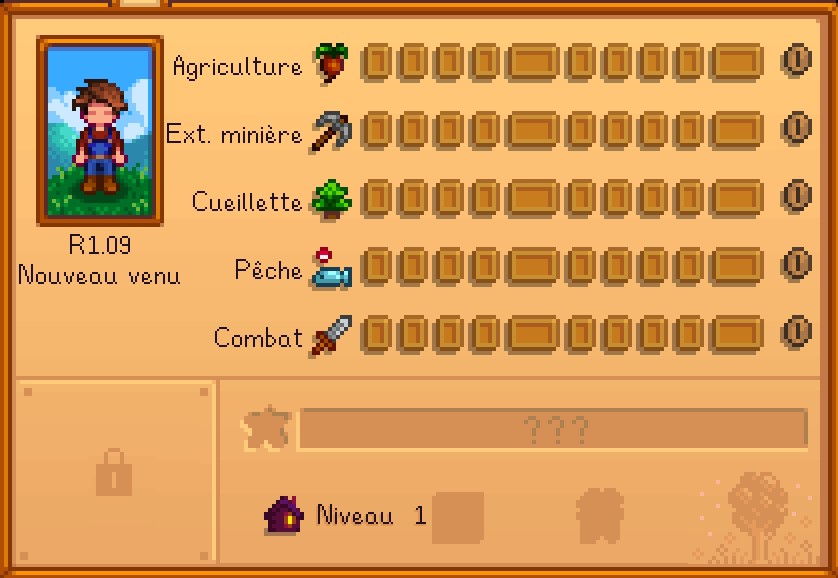 Agriculture 0
Ext. minière 0
Cueillette 0
R1.09
Nouveau venu
Pêche 0
Combat 0
???
Niveau 1